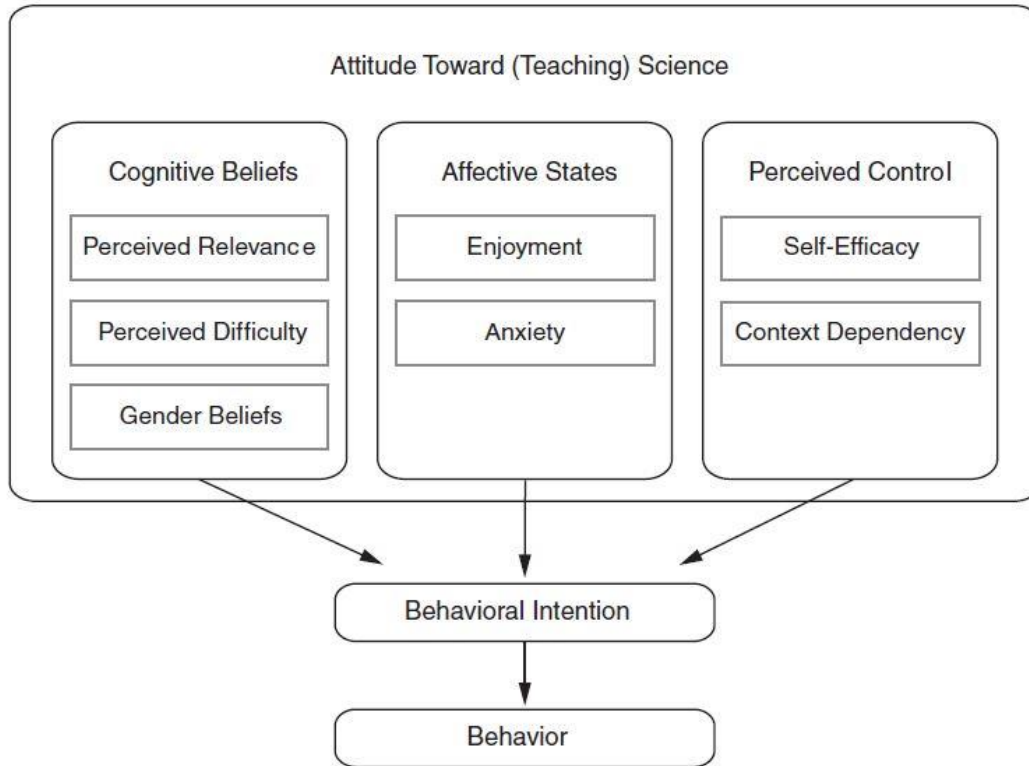 Attitude Toward (Teaching) Science
Cognitive Beliefs
Perceived Relevance
Perceived Difficulty
Gender Beliefs
Affective States
Enjoyment
Anxiety
Perceived Control
Self-Efficacy
Context Dependency
Behavioral Intention
Behavior